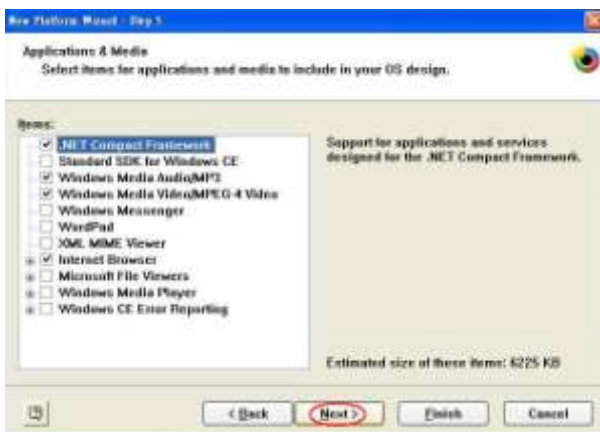 New Platform Wizard - Step 5
Applications & Media
Select items for applications and media to include in your OS design.
Items:
.NET Compact Framework
Standard SDK for Windows CE
Windows Media Audio/MP3
Windows Media Video/MPEG-4 Video
Windows Messenger
WordPad
XML MIME Viewer
Internet Browser
Microsoft File Viewers
Windows Media Player
Windows CE Error Reporting
Support for applications and services
designed for the .NET Compact Framework.
Estimated size of these items: 6225 KB
< Back Next > Finish Cancel